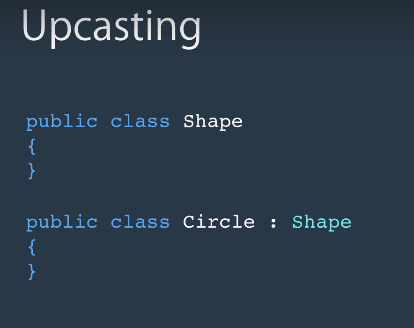 Upcasting
public class Shape
{
}
public class Circle : Shape
{
}